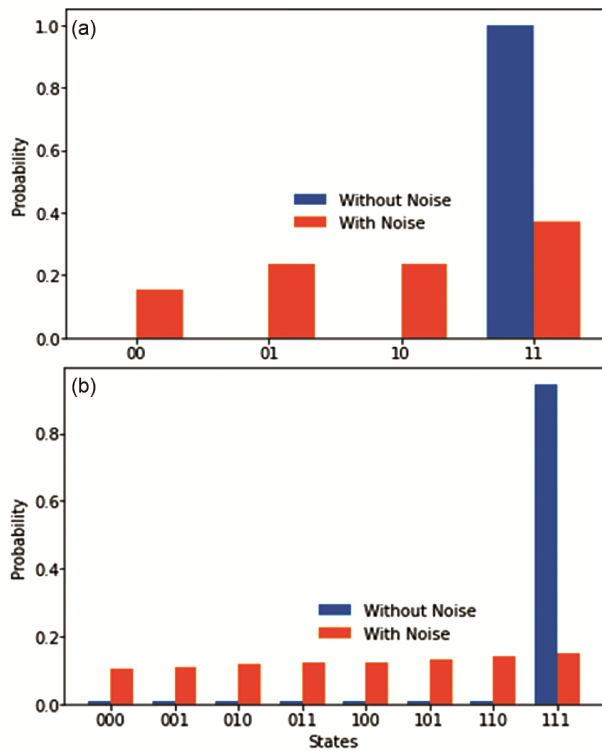 (a)
1.0
0.8
0.6
0.4
0.2
0.0
Probability
Without Noise
With Noise
00 01 10 11
(b)
0.8
0.6
0.4
0.2
0.0
Probability
Without Noise
With Noise
000 001 010 011 100 101 110 111
States